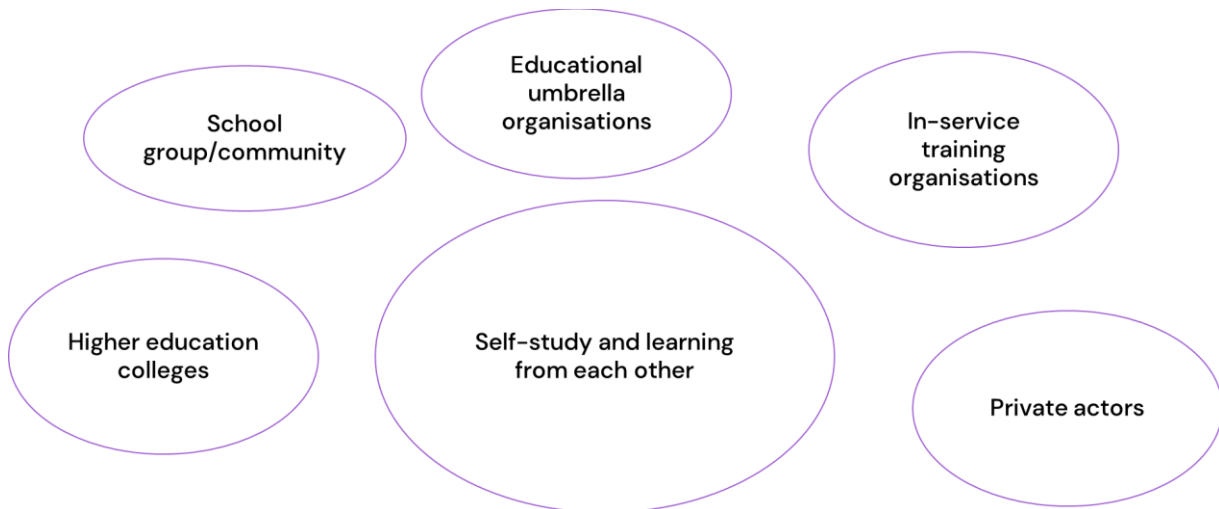 Educational
umbrella
organisations
School
group/community
In-service
training
organisations
Higher education
colleges
Self-study and learning
from each other
Private actors